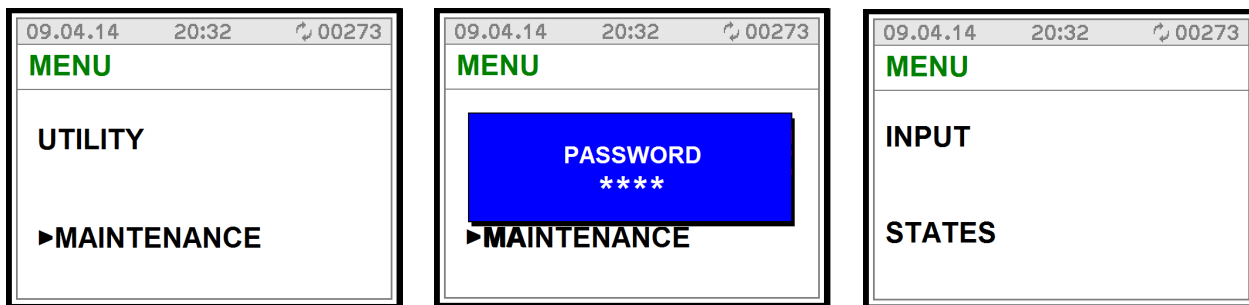 09.04.14 20:32 00273
MENU
UTILITY
►MAINTENANCE
09.04.14 20:32 00273
MENU
PASSWORD
****
►MAINTENANCE
09.04.14 20:32 00273
MENU
INPUT
STATES